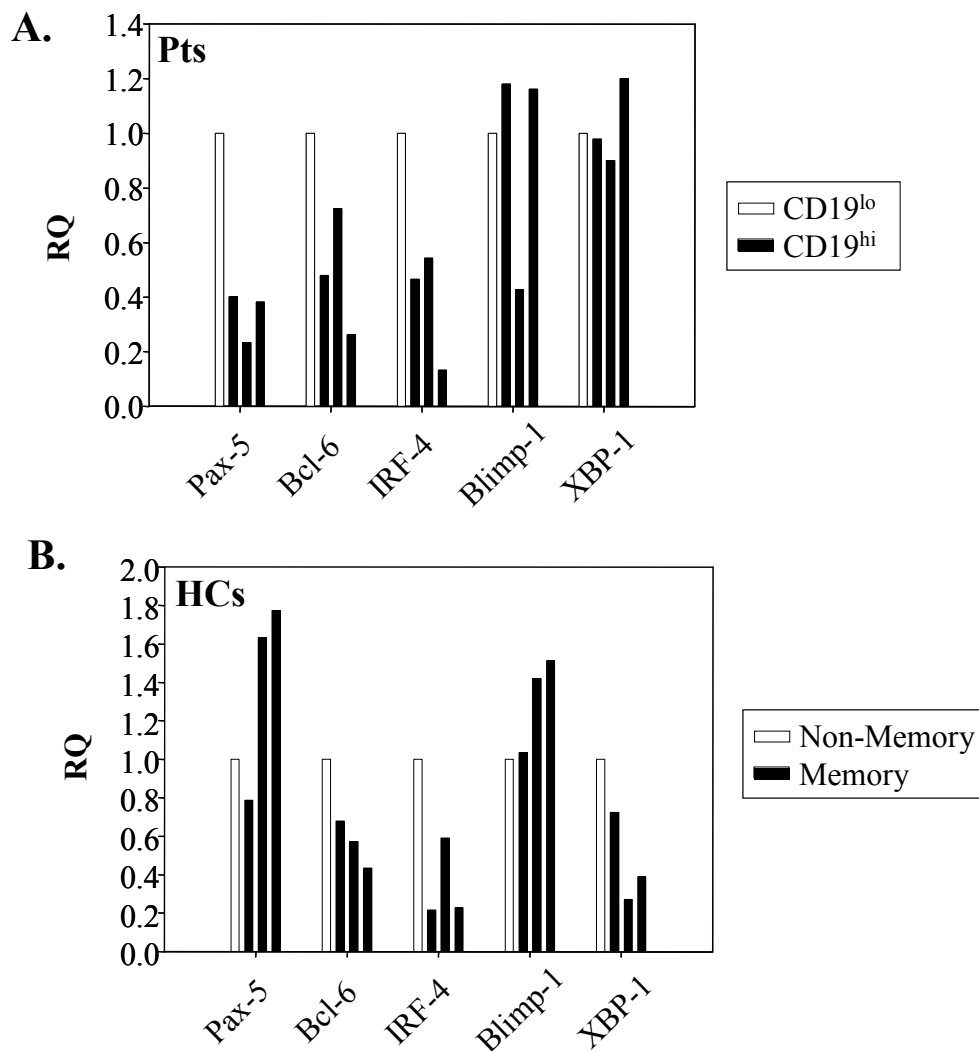 A.
Pts
1.4
1.2
1.0
0.8
0.6
0.4
0.2
0.0
RQ
Pax-5
Bcl-6
IRF-4
Blimp-1
XBP-1
CD19lo
CD19hi
B.
HCs
2.0
1.8
1.6
1.4
1.2
1.0
0.8
0.6
0.4
0.2
0.0
RQ
Pax-5
Bcl-6
IRF-4
Blimp-1
XBP-1
Non-Memory
Memory